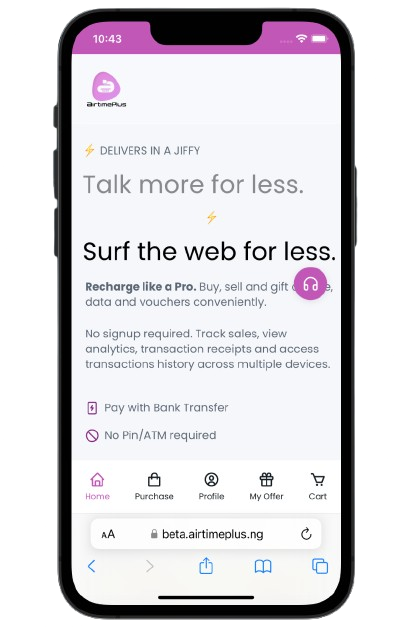 10:43
airtimePlus
⚡ DELIVERS IN A JIFFY
Talk more for less.
⚡
Surf the web for less.
Recharge like a Pro. Buy, sell and gift e,
data and vouchers conveniently.
No signup required. Track sales, view
analytics, transaction receipts and access
transactions history across multiple devices.
Pay with Bank Transfer
No Pin/ATM required
Home Purchase Profile My Offer Cart
AA beta.airtimeplus.ng